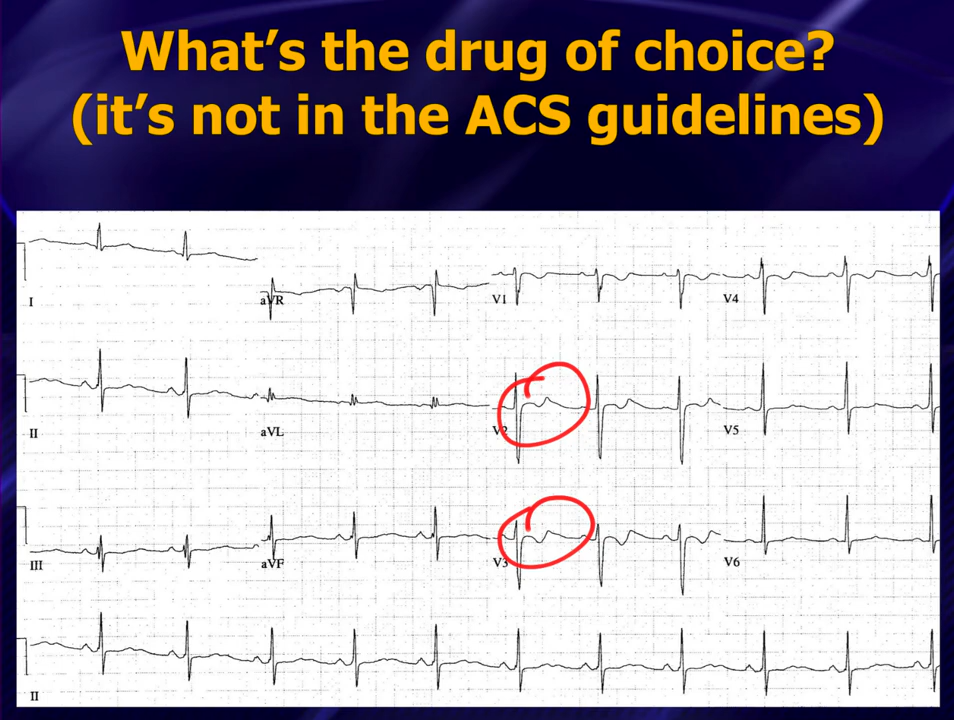 What's the drug of choice?
(it's not in the ACS guidelines)
I
aVR
V1
V4
II
aVL
V2
V5
III
aVF
V3
V6
II